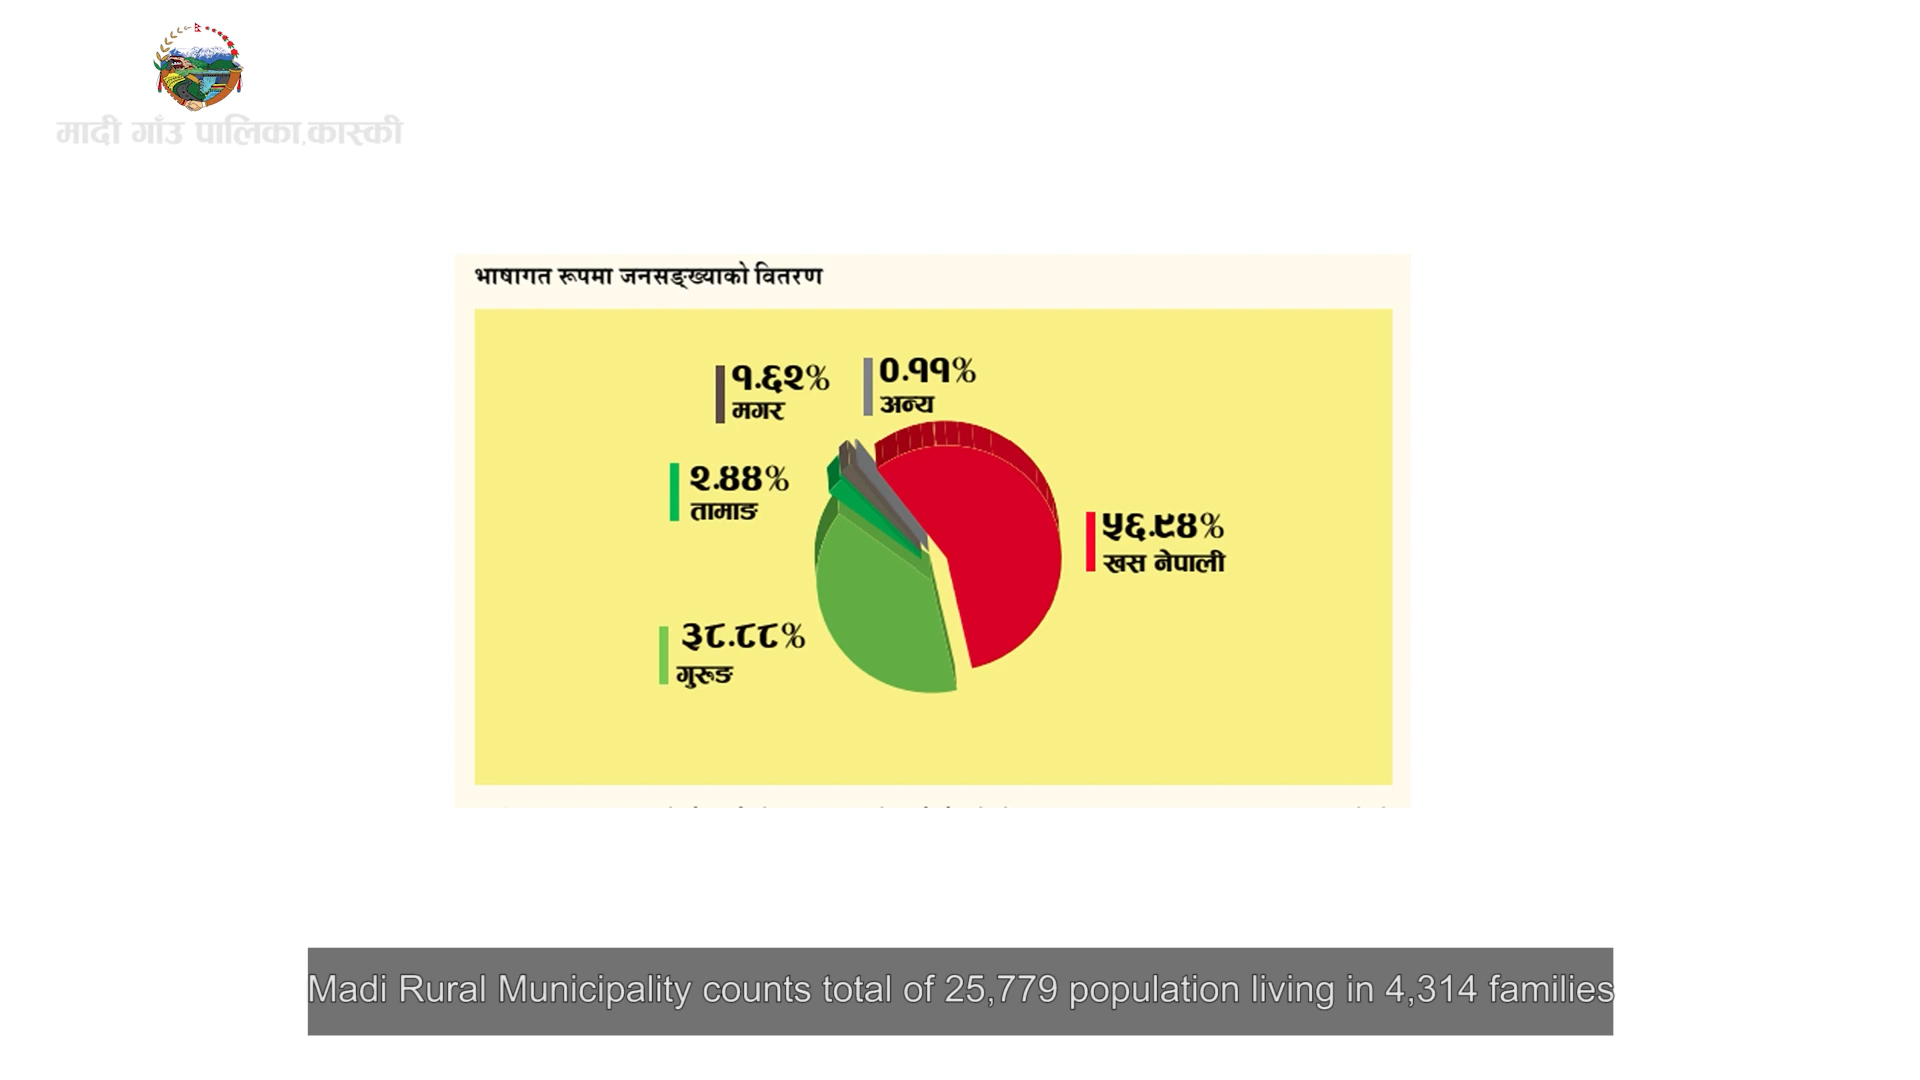 मादी गाँउ पालिका,कास्की
भाषागत रूपमा जनसङ्ख्याको वितरण
१.६२%
मगर
०.११%
अन्य
२.४४%
तामाङ
५६.९४%
खस नेपाली
३८.८८%
गुरूङ
Madi Rural Municipality counts total of 25,779 population living in 4,314 families